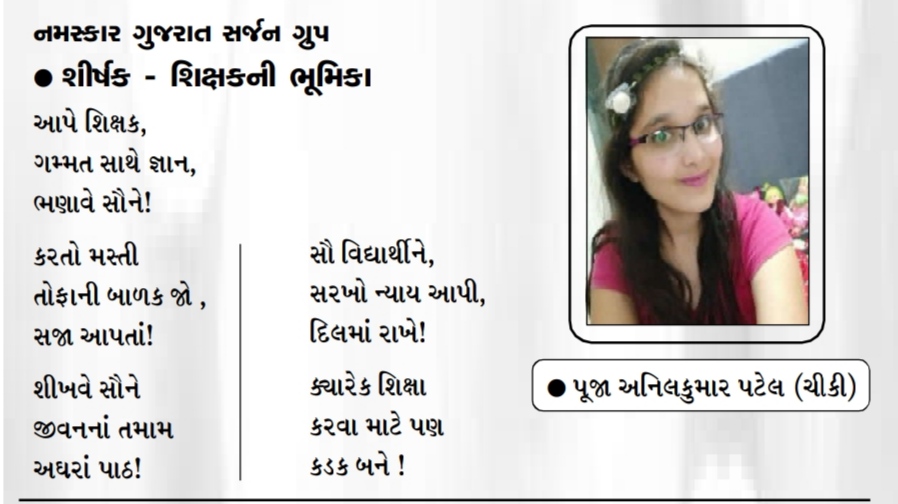 નમસ્કાર ગુજરાત સર્જન ગ્રુપ
● શીર્ષક - શિક્ષકની ભૂમિકા
આપે શિક્ષક,
ગમ્મત સાથે જ્ઞાન,
ભણાવે સૌને!
કરતો મસ્તી
તોફાની બાળક જો ,
સજા આપતાં!
શીખવે સૌને
જીવનનાં તમામ
અઘરાં પાઠ!
સૌ વિદ્યાર્થીને,
સરખો ન્યાય આપી,
દિલમાં રાખે!
ક્યારેક શિક્ષા
કરવા માટે પણ
કડક બને !
● પૂજા અનિલકુમાર પટેલ (ચીકી)